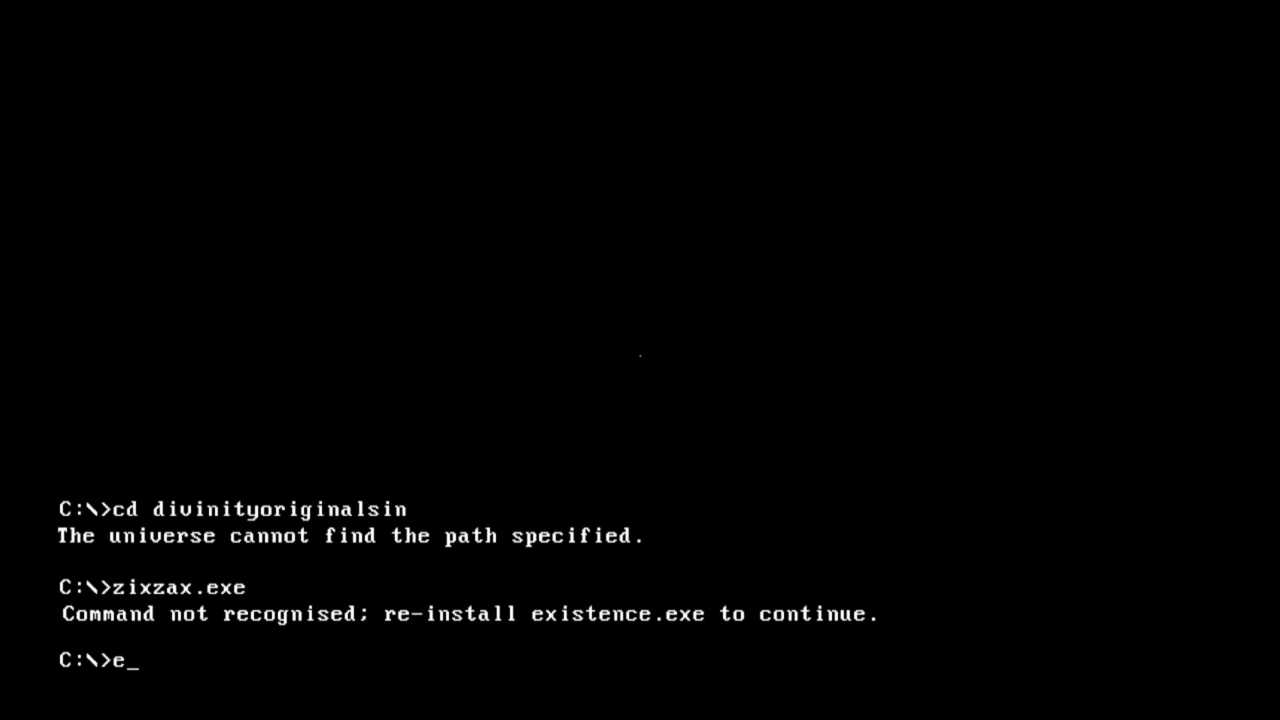 C:\>cd divinityoriginalsin
The universe cannot find the path specified.
C:\>zixzax.exe
Command not recognised; re-install existence.exe to continue.
C:\>e_